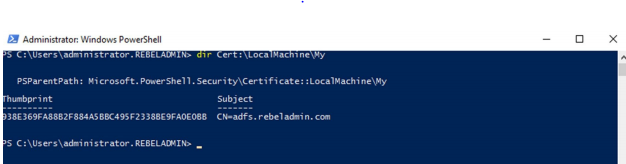 Administrator: Windows PowerShell
PS C:\Users\administrator.REBELADMIN> dir Cert:\LocalMachine\My
PSParentPath: Microsoft.PowerShell.Security\Certificate::LocalMachine\My
Thumbprint Subject
---------- -------
938E369FA88B2F884A5BBC495F2338BE9FA0E0BB CN=adfs.rebeladmin.com
PS C:\Users\administrator.REBELADMIN> _